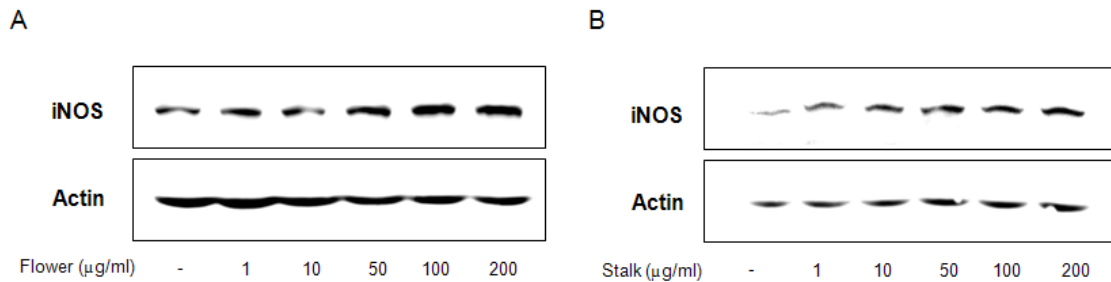 A
iNOS
Actin
Flower (μg/ml) - 1 10 50 100 200
B
iNOS
Actin
Stalk (μg/ml) - 1 10 50 100 200